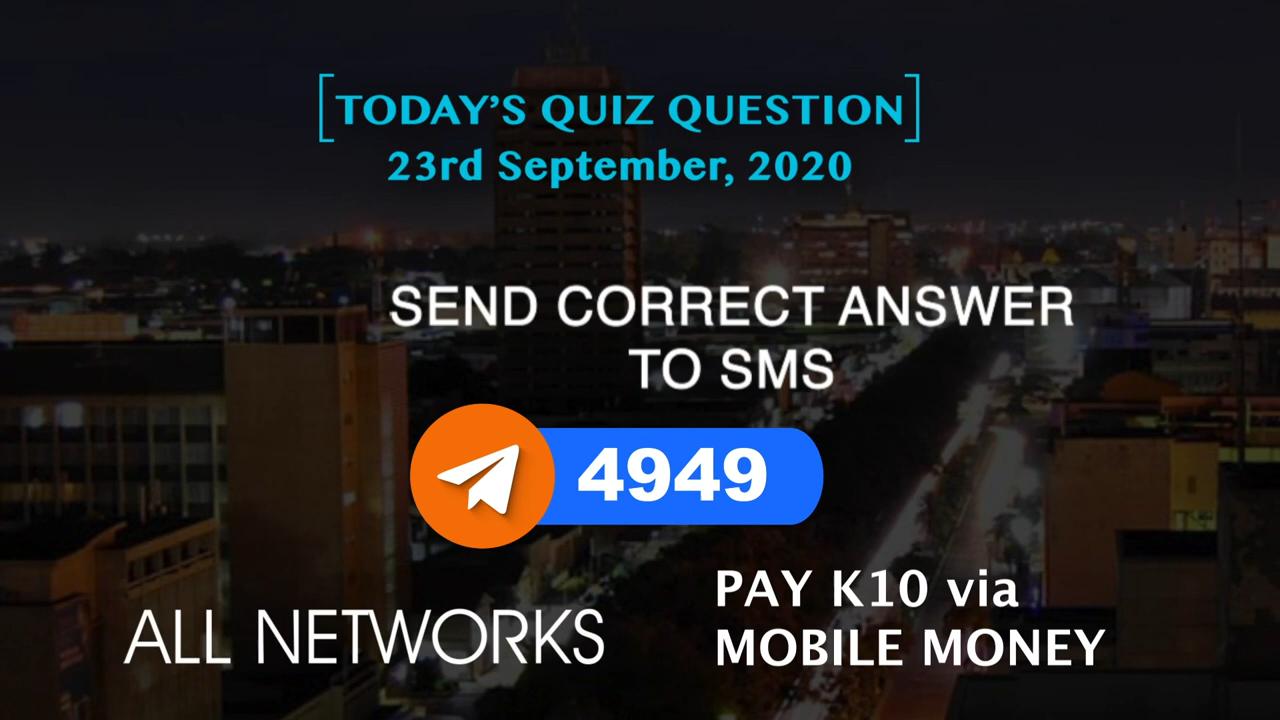 [TODAY'S QUIZ QUESTION]
23rd September, 2020
SEND CORRECT ANSWER
TO SMS
4949
ALL NETWORKS
PAY K10 via
MOBILE MONEY